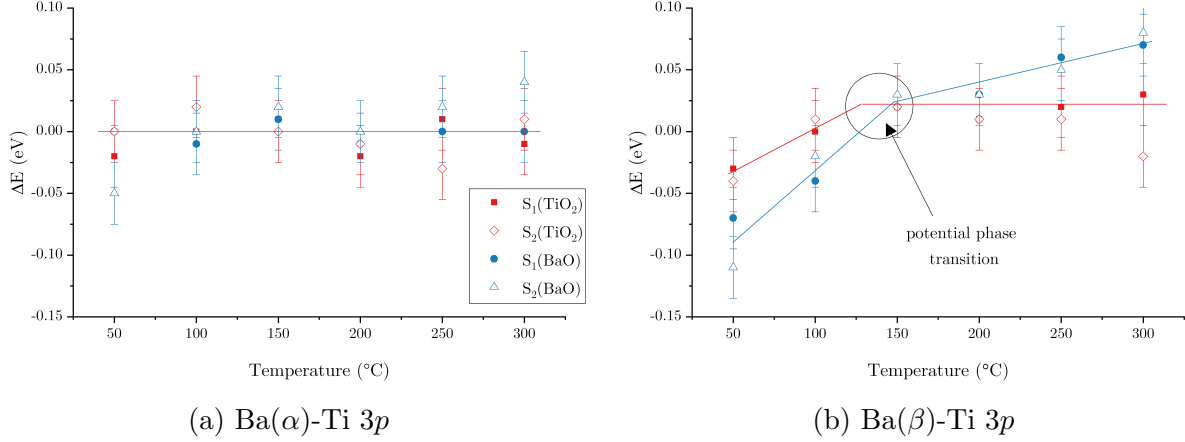 0.10
0.05
0.00
-0.05
-0.10
-0.15
ΔE (eV)
50 100 150 200 250 300
Temperature (°C)
S₁(TiO₂)
S₂(TiO₂)
S₁(BaO)
S₂(BaO)
(a) Ba(α)-Ti 3p
0.10
0.05
0.00
-0.05
-0.10
-0.15
ΔE (eV)
potential phase
transition
50 100 150 200 250 300
Temperature (°C)
(b) Ba(β)-Ti 3p